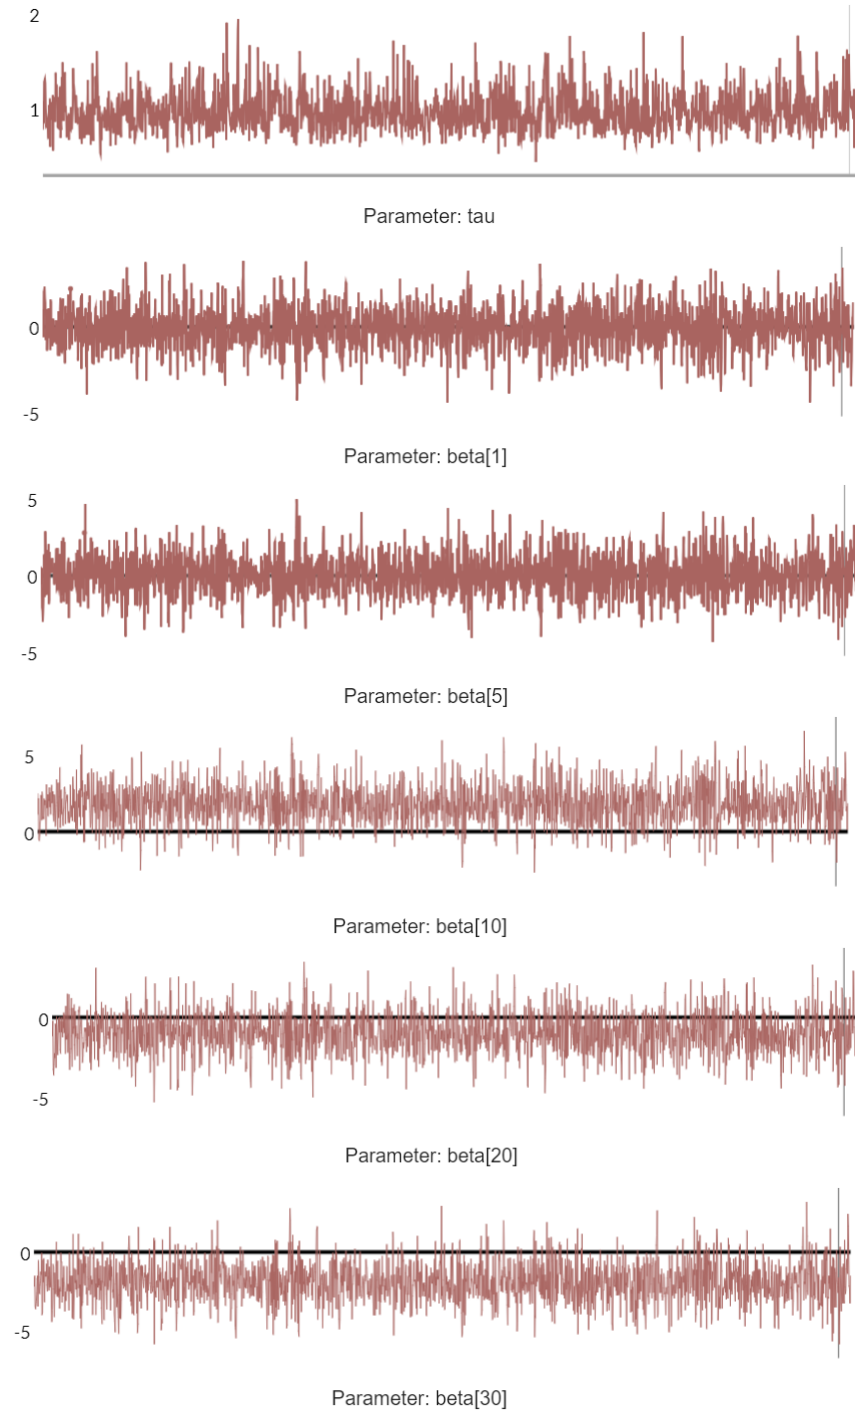 2
1
Parameter: tau
0
-5
Parameter: beta[1]
5
0
-5
Parameter: beta[5]
5
0
Parameter: beta[10]
0
-5
Parameter: beta[20]
0
-5
Parameter: beta[30]